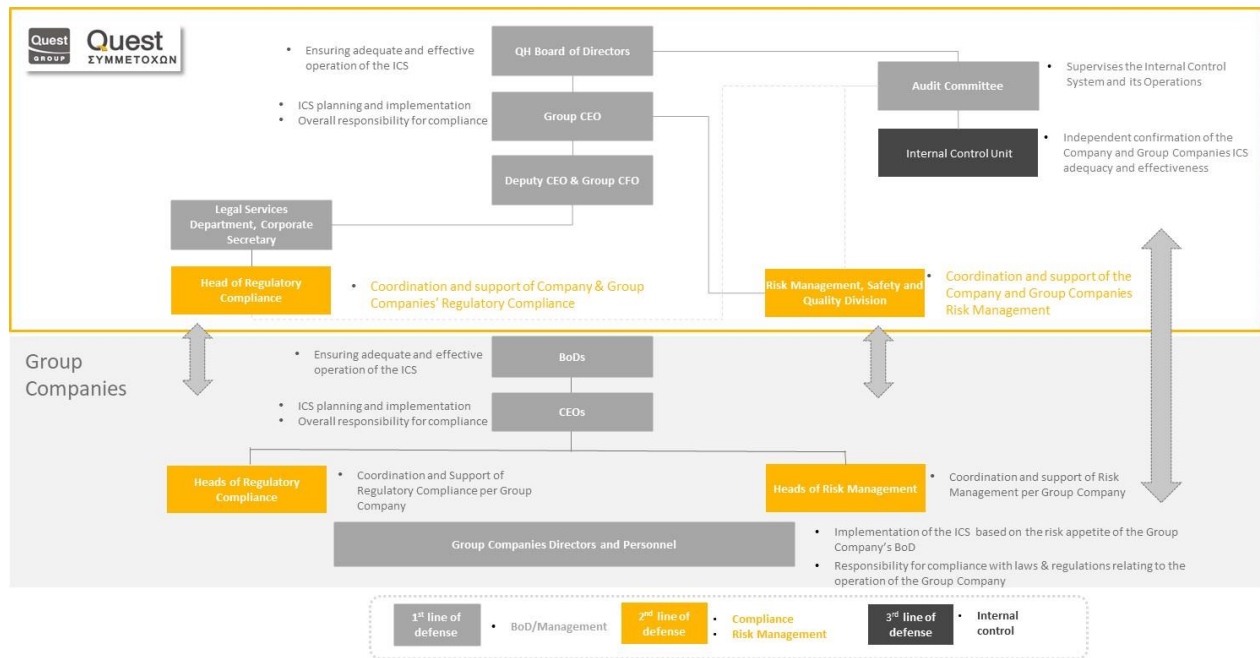 Quest
GROUP
Quest
ΣΥΜΜΕΤΟΧΩΝ
• Ensuring adequate and effective
operation of the ICS
QH Board of Directors
• Supervises the Internal Control
System and its Operations
Audit Committee
• ICS planning and implementation
• Overall responsibility for compliance
Group CEO
• Independent confirmation of the
Company and Group Companies ICS
adequacy and effectiveness
Internal Control Unit
Deputy CEO & Group CFO
Legal Services
Department, Corporate
Secretary
Head of Regulatory
Compliance
• Coordination and support of Company & Group
Companies' Regulatory Compliance
Risk Management, Safety and
Quality Division
• Coordination and support of the
Company and Group Companies
Risk Management
Group
Companies
• Ensuring adequate and effective
operation of the ICS
BoDs
• ICS planning and implementation
• Overall responsibility for compliance
CEOs
Heads of Regulatory
Compliance
• Coordination and Support of
Regulatory Compliance per Group
Company
Heads of Risk Management
• Coordination and support of Risk
Management per Group Company
Group Companies Directors and Personnel
• Implementation of the ICS based on the risk appetite of the Group
Company's BoD
• Responsibility for compliance with laws & regulations relating to the
operation of the Group Company
1st line of
defense
• BoD/Management
2nd line of
defense
• Compliance
• Risk Management
3rd line of
defense
• Internal
control